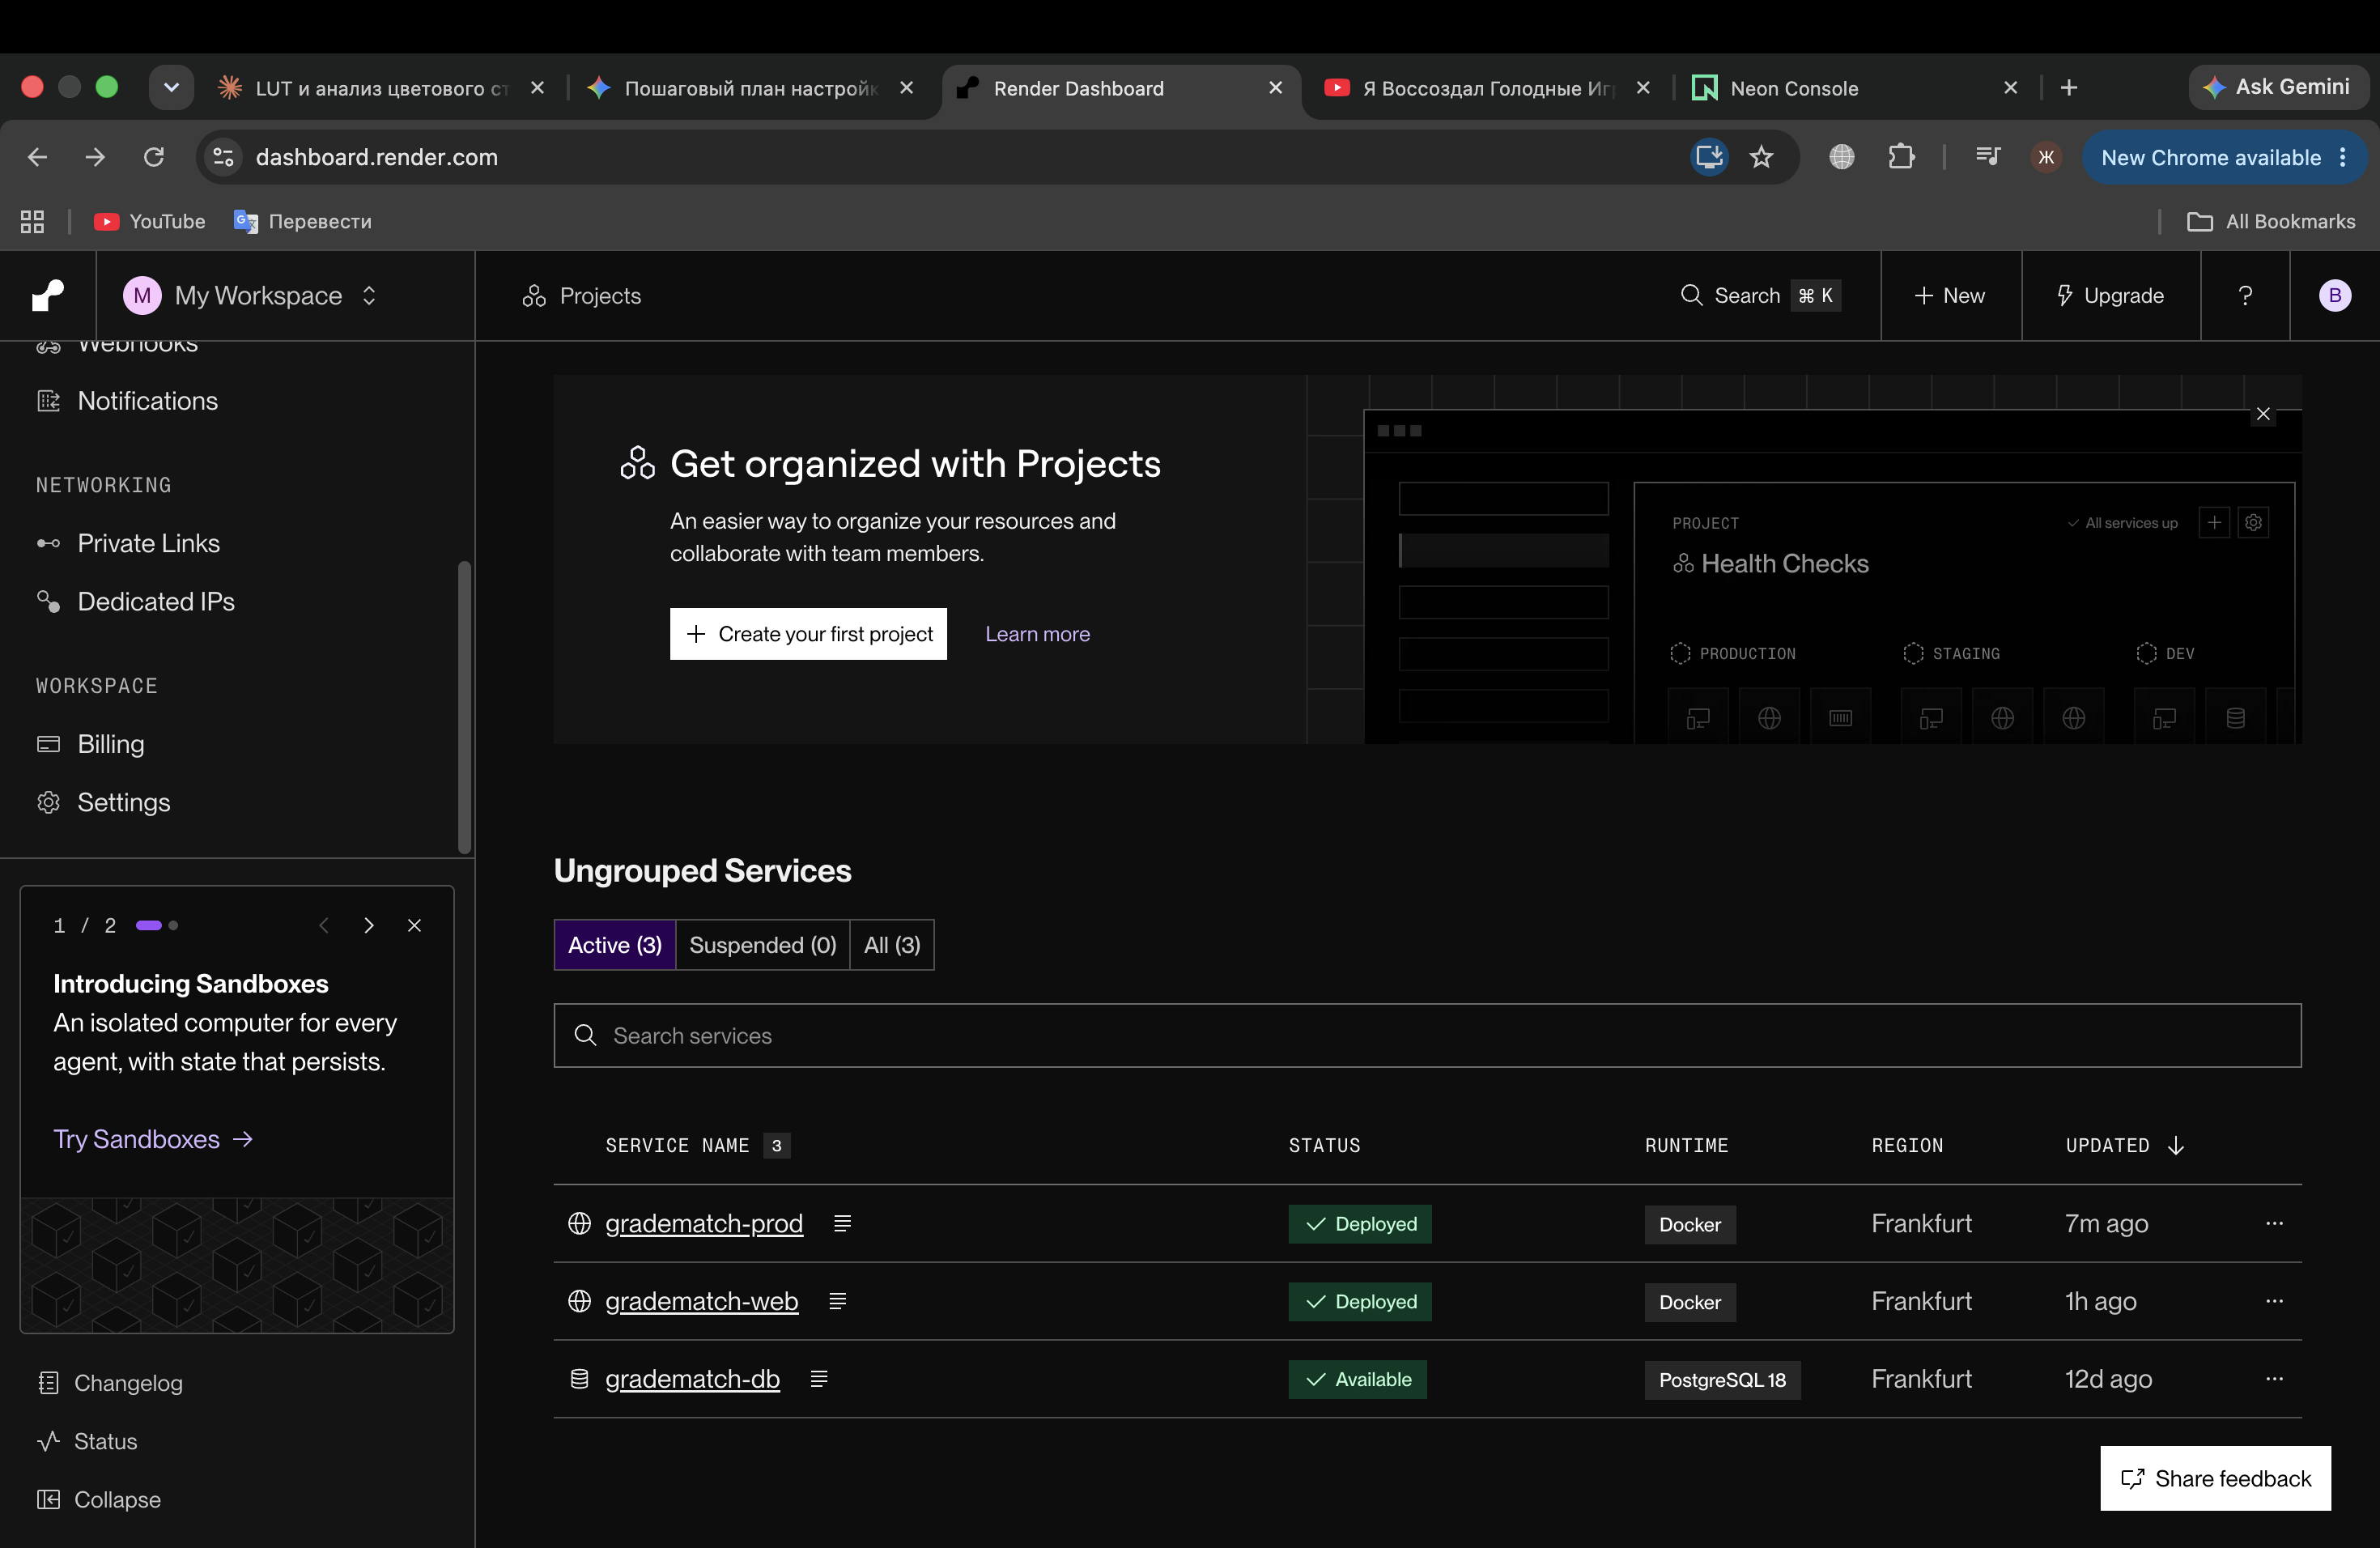 LUT и анализ цветового ст
Пошаговый план настройк
Render Dashboard
Я Воссоздал Голодные Игр
Neon Console
Ask Gemini
dashboard.render.com
Ж
New Chrome available
YouTube
Перевести
All Bookmarks
M
My Workspace
Projects
Search
⌘ K
+ New
Upgrade
?
B
Webhooks
Notifications
NETWORKING
Private Links
Dedicated IPs
WORKSPACE
Billing
Settings
1 / 2
Introducing Sandboxes
An isolated computer for every
agent, with state that persists.
Try Sandboxes →
Changelog
Status
Collapse
Get organized with Projects
An easier way to organize your resources and
collaborate with team members.
+ Create your first project
Learn more
PROJECT
All services up
Health Checks
PRODUCTION
STAGING
DEV
Ungrouped Services
Active (3)
Suspended (0)
All (3)
Search services
SERVICE NAME 3
STATUS
RUNTIME
REGION
UPDATED ↓
gradematch-prod
Deployed
Docker
Frankfurt
7m ago
gradematch-web
Deployed
Docker
Frankfurt
1h ago
gradematch-db
Available
PostgreSQL 18
Frankfurt
12d ago
Share feedback